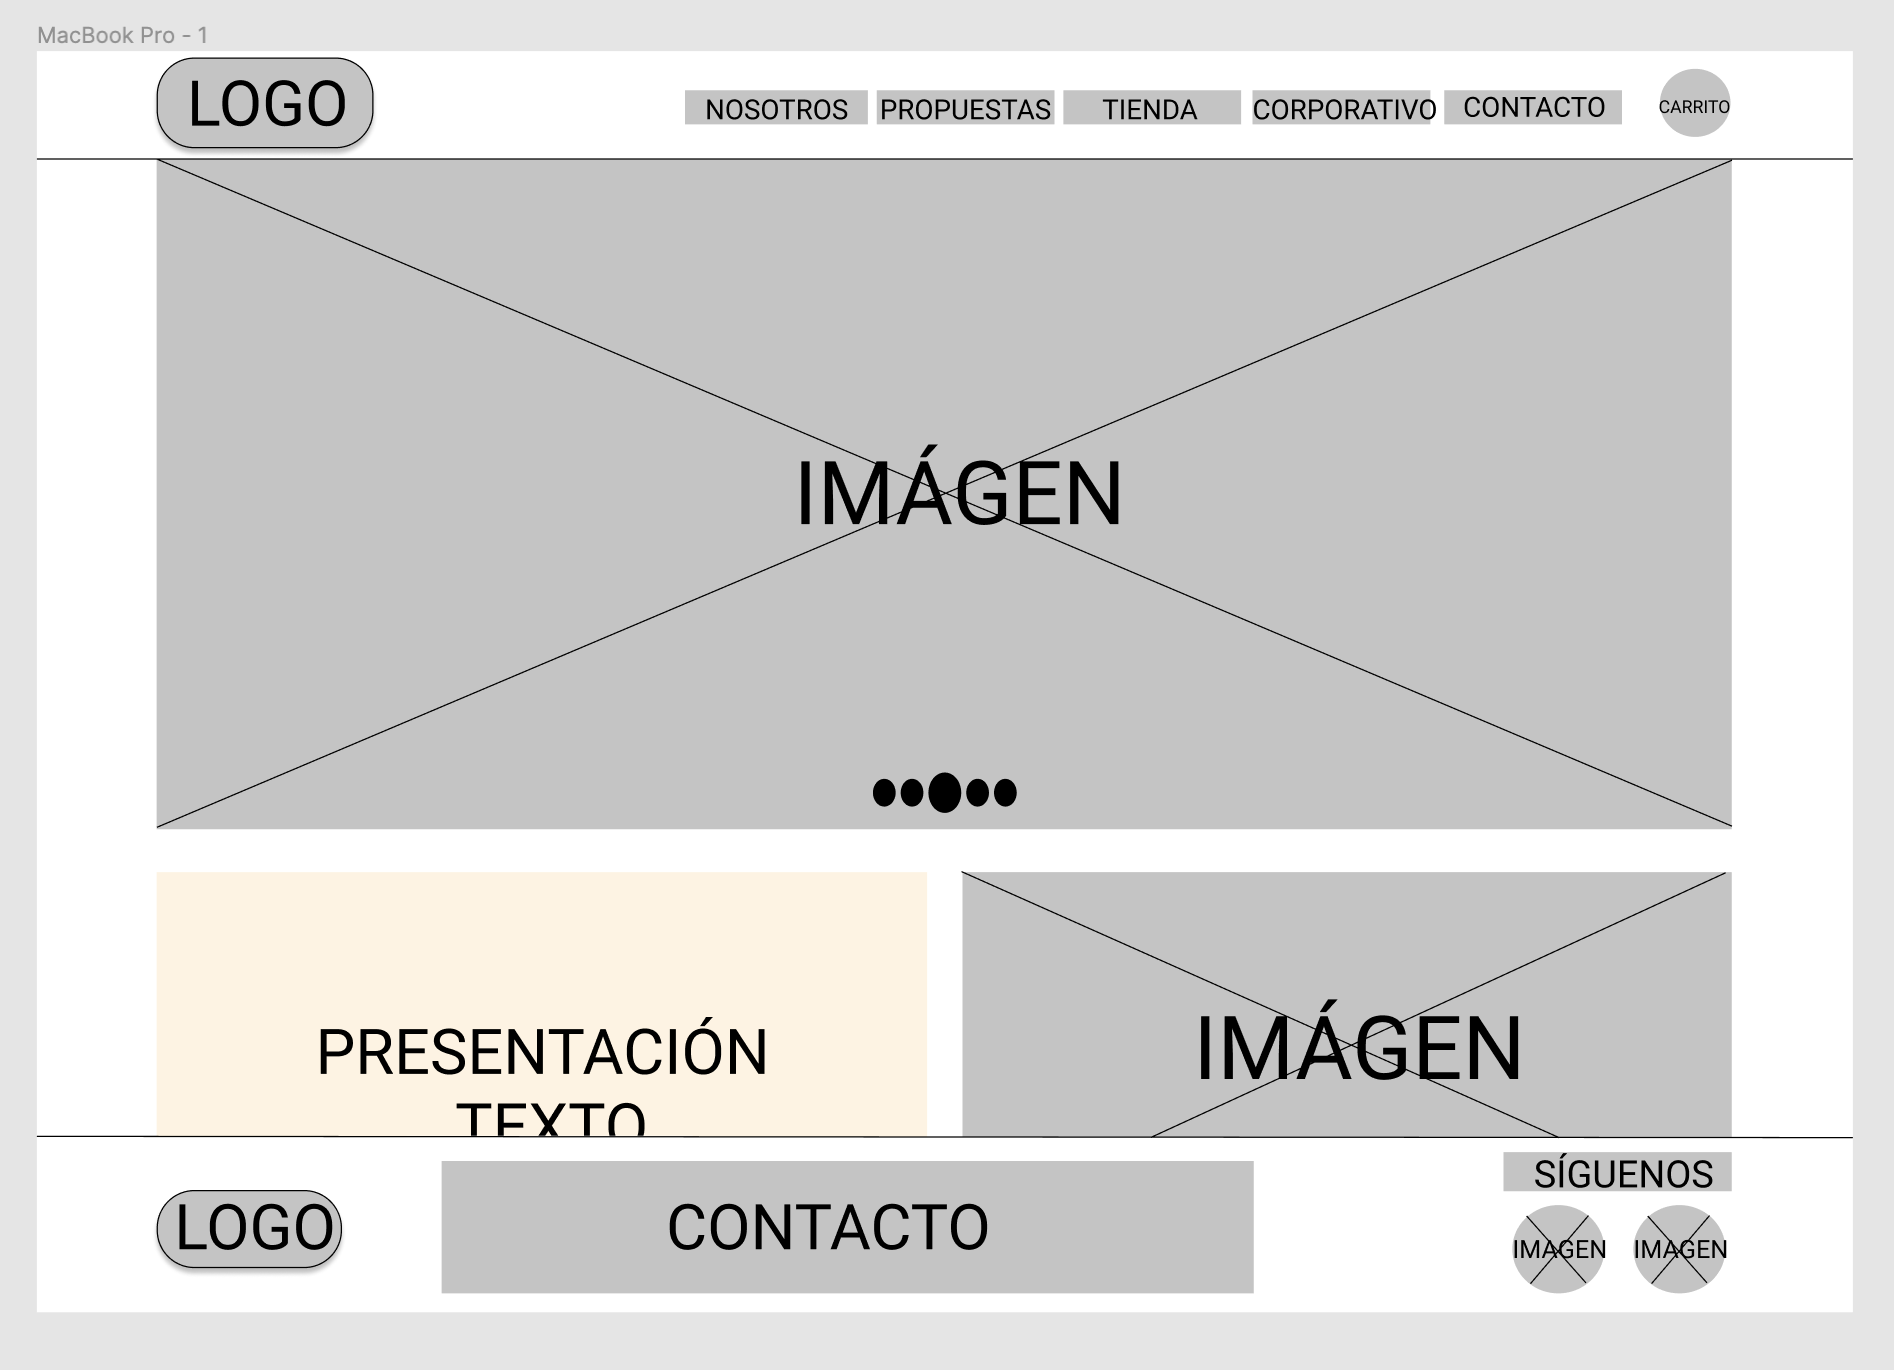 MacBook Pro - 1
LOGO
NOSOTROS
PROPUESTAS
TIENDA
CORPORATIVO
CONTACTO
CARRITO
IMÁGEN
PRESENTACIÓN
TEXTO
IMÁGEN
LOGO
CONTACTO
SÍGUENOS
IMAGEN
IMAGEN